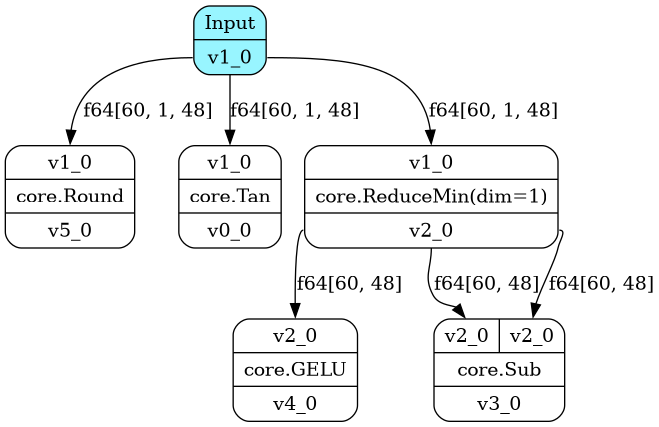 Input
v1_0
f64[60, 1, 48]
f64[60, 1, 48]
f64[60, 1, 48]
v1_0
core.Round
v5_0
v1_0
core.Tan
v0_0
v1_0
core.ReduceMin(dim=1)
v2_0
f64[60, 48]
f64[60, 48]
f64[60, 48]
v2_0
core.GELU
v4_0
v2_0
v2_0
core.Sub
v3_0